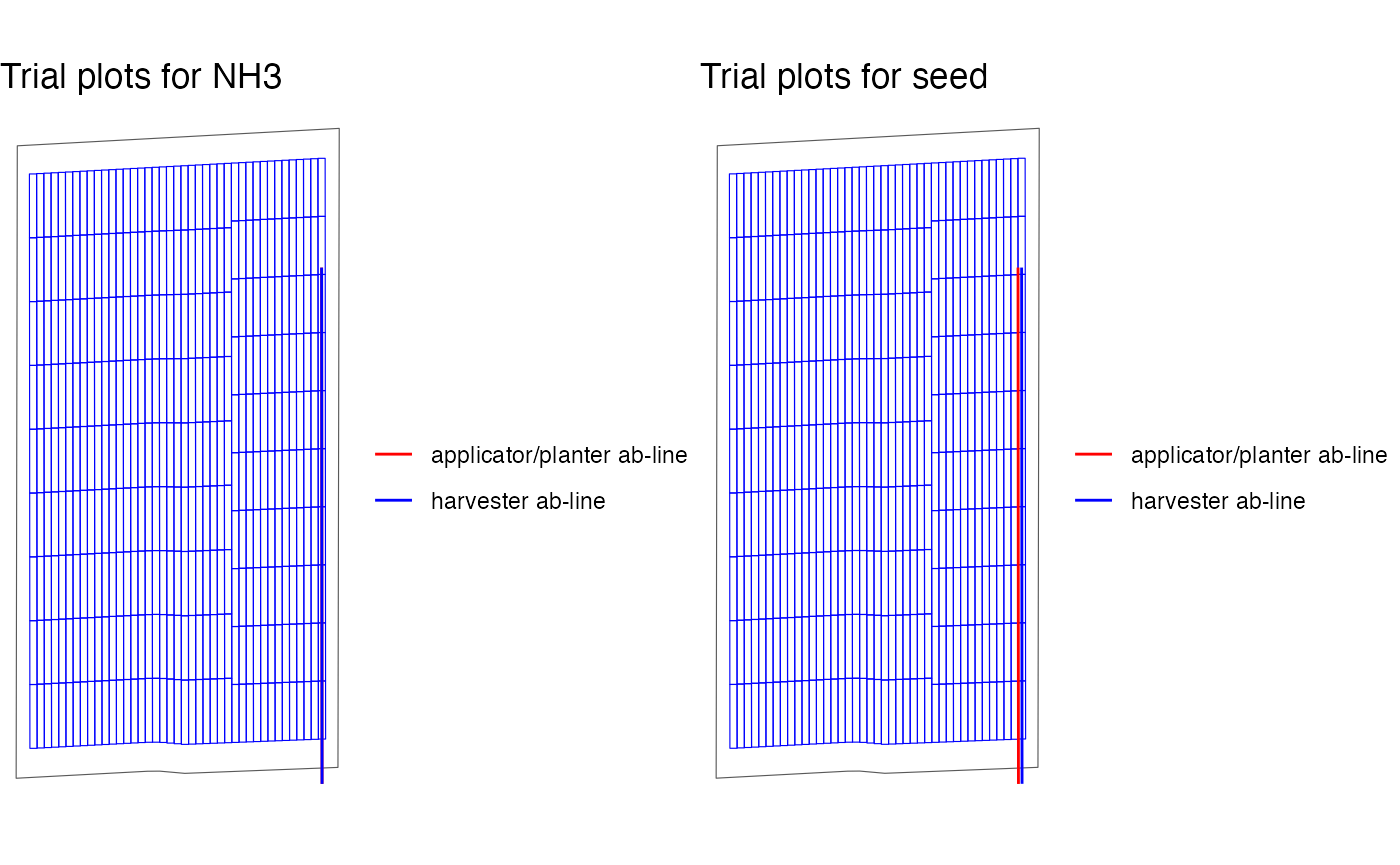 Trial plots for NH3
applicator/planter ab-line
harvester ab-line
Trial plots for seed
applicator/planter ab-line
harvester ab-line